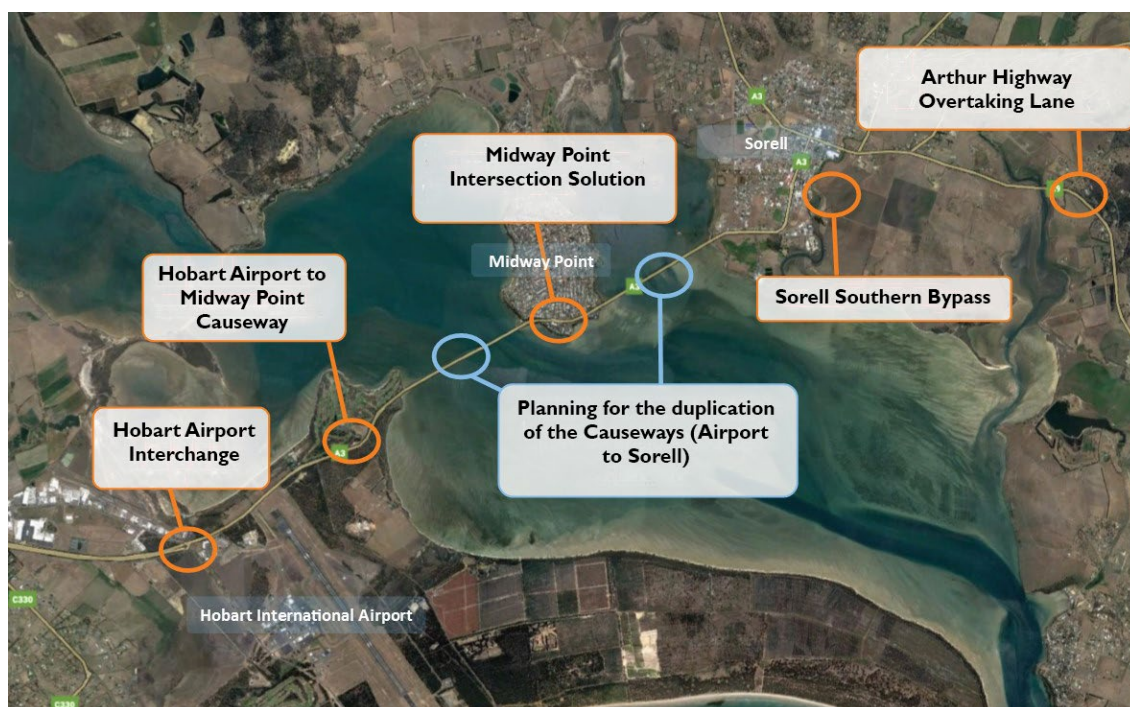 Arthur Highway
Overtaking Lane
A3
Sorell
A3
Midway Point
Intersection Solution
Midway Point
Hobart Airport to
Midway Point
Causeway
A3
Sorell Southern Bypass
Planning for the duplication
of the Causeways (Airport
to Sorell)
Hobart Airport
Interchange
A3
Hobart International Airport
C330
C330